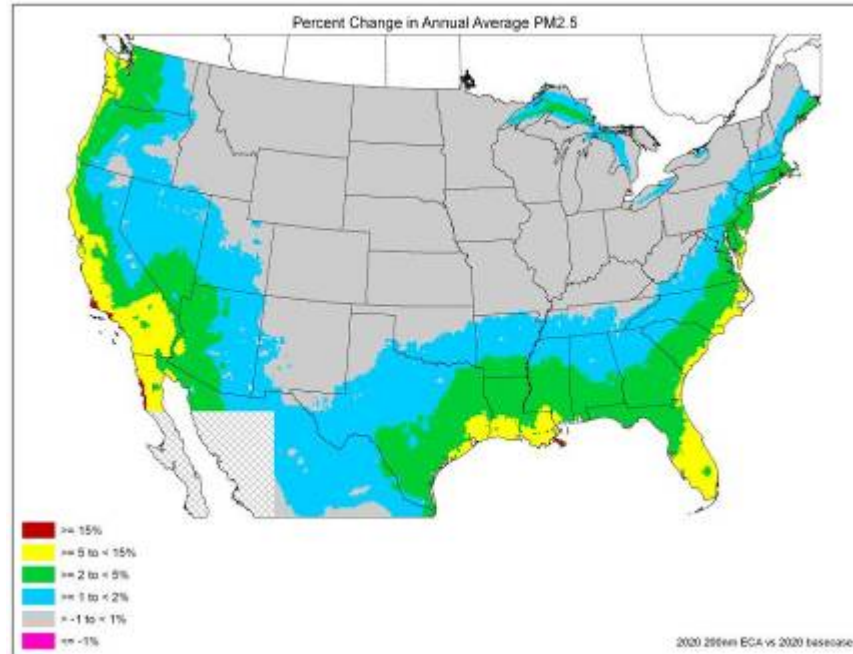 Percent Change in Annual Average PM2.5
>= 15%
>= 5 to < 15%
>= 2 to < 5%
>= 1 to < 2%
> -1 to < 1%
<= -1%
2020 200nm ECA vs 2020 basecase